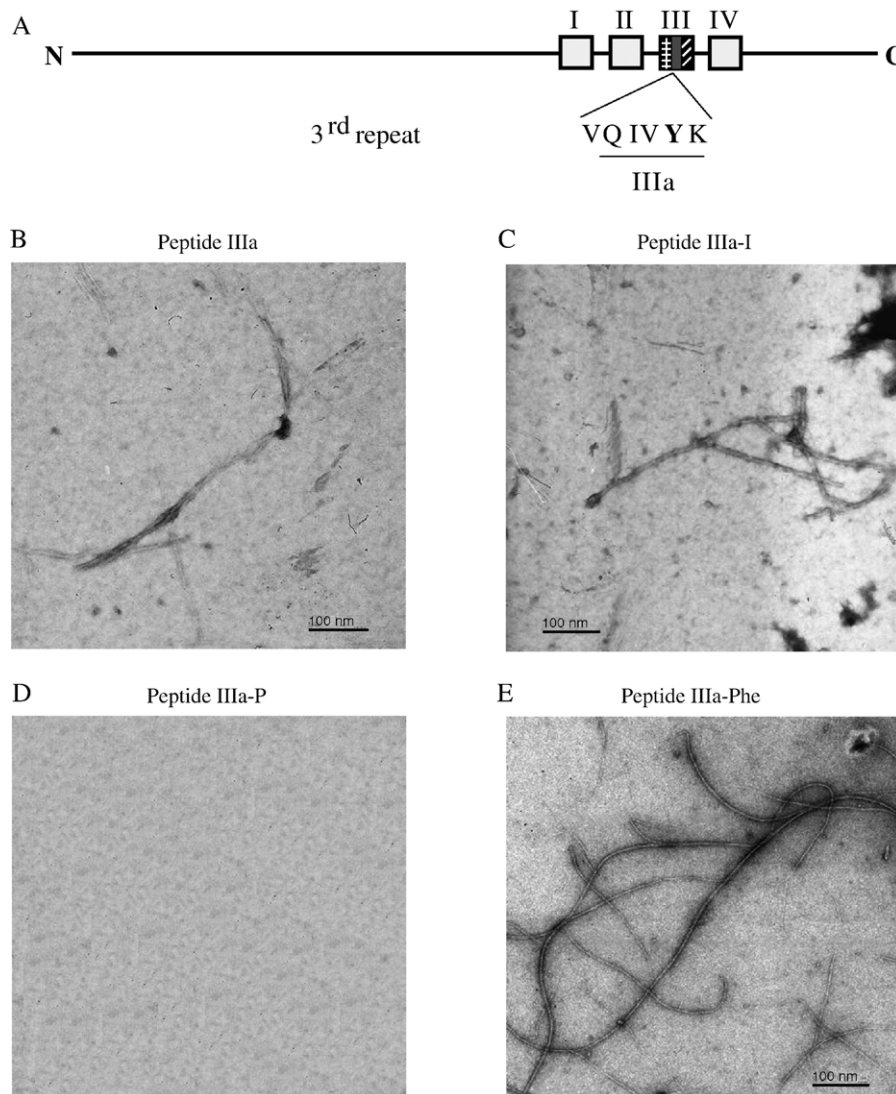 A
I II III IV
N C
3rd repeat
VQ IV Y K
IIIa
B Peptide IIIa
C Peptide IIIa-I
100 nm
100 nm
D Peptide IIIa-P
E Peptide IIIa-Phe
100 nm